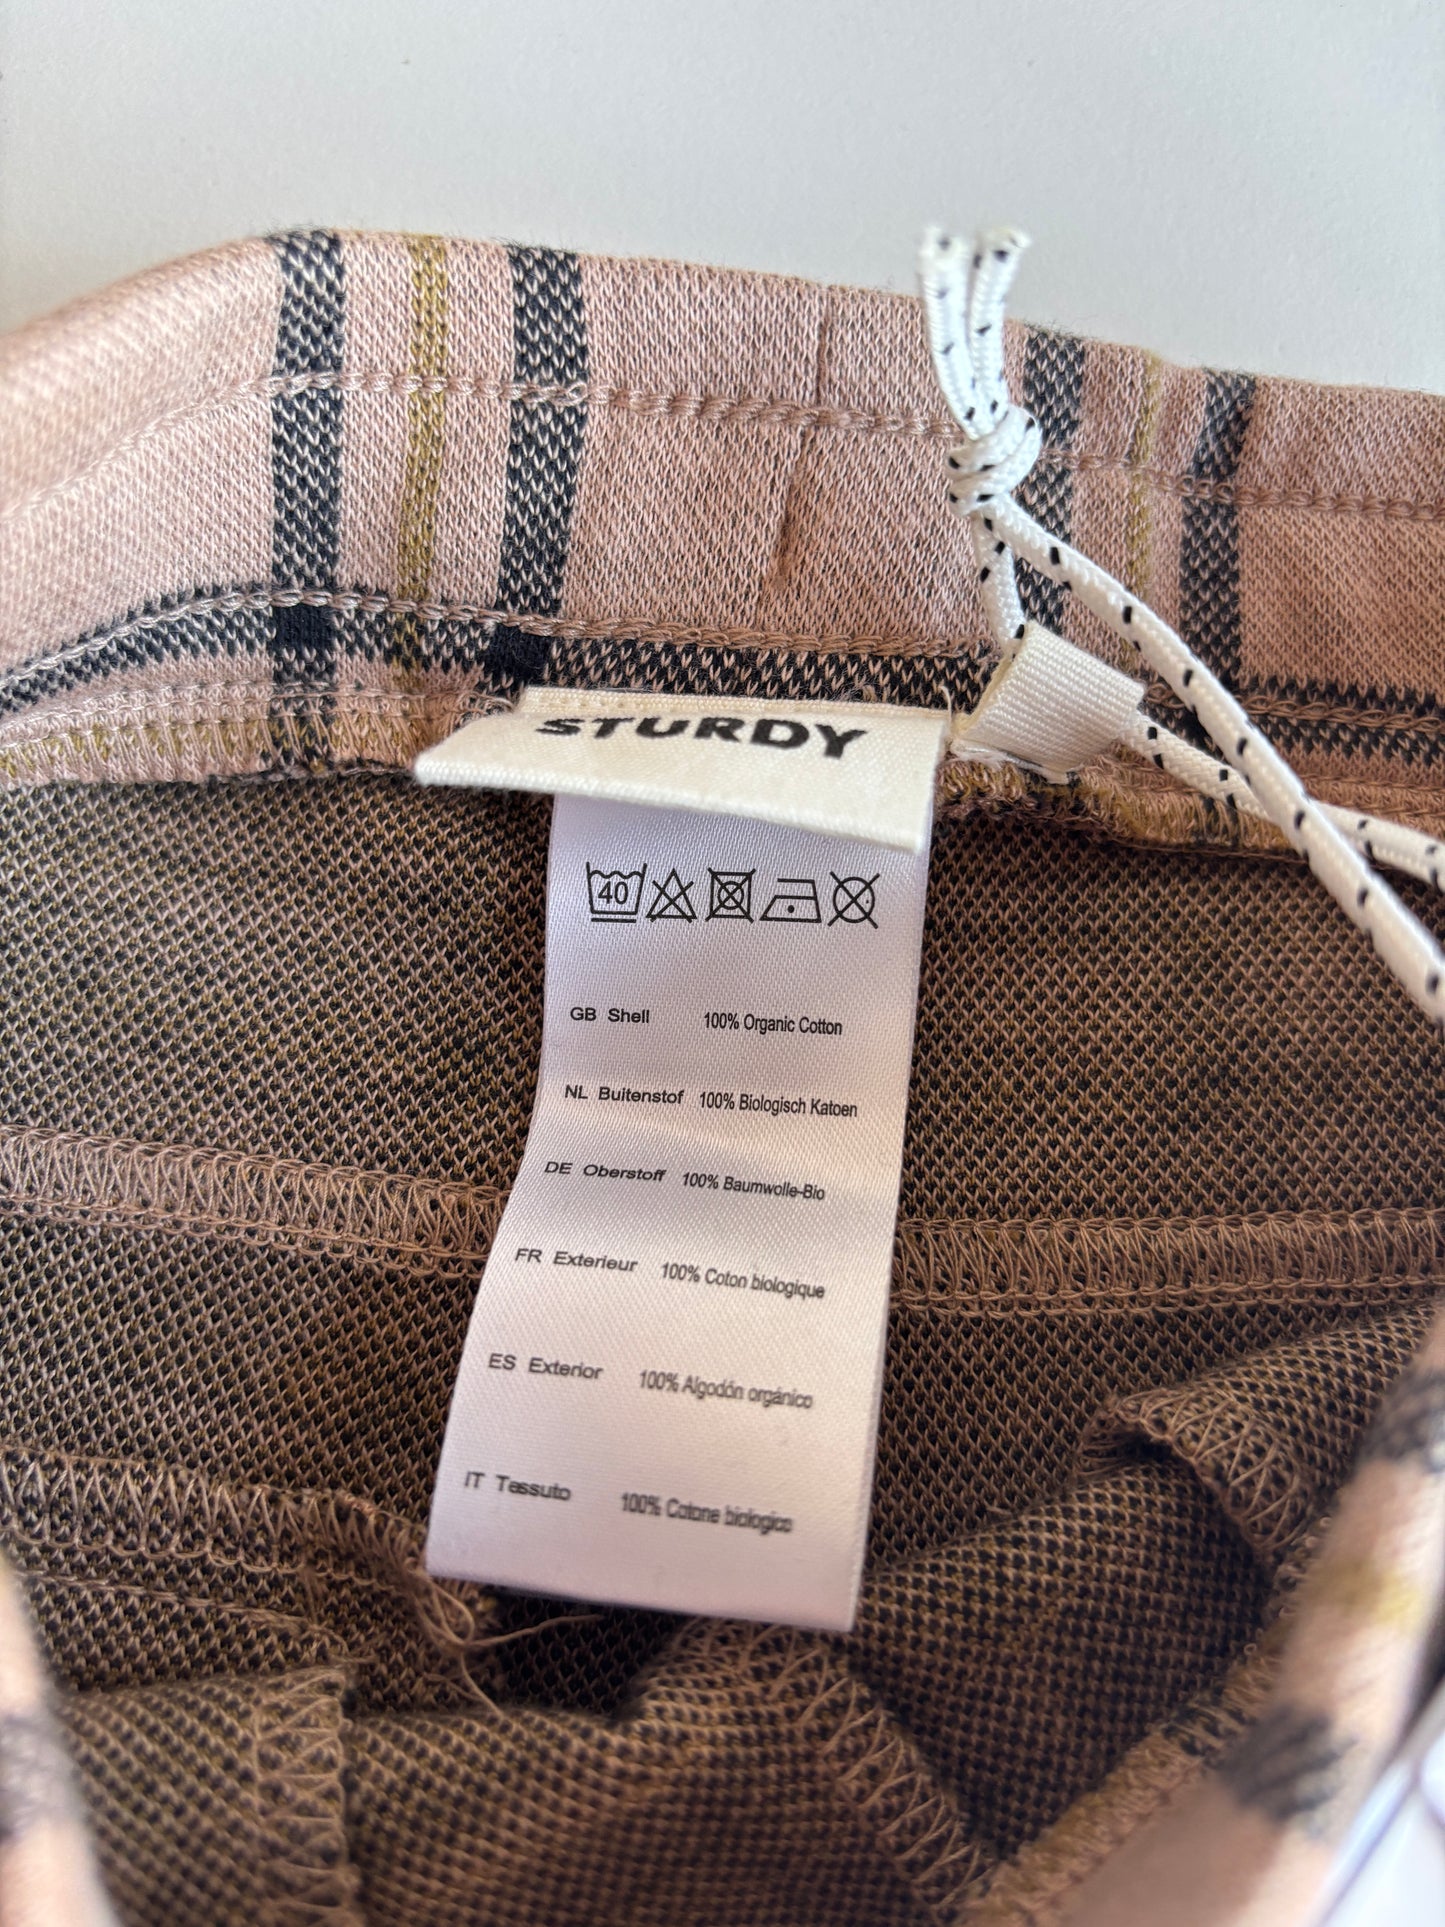 STURDY
40
GB Shell 100% Organic Cotton
NL Buitenstof 100% Biologisch Katoen
DE Oberstoff 100% Baumwolle-Bio
FR Exterieur 100% Coton biologique
ES Exterior 100% Algodón orgánico
IT Tessuto 100% Cotone biologico